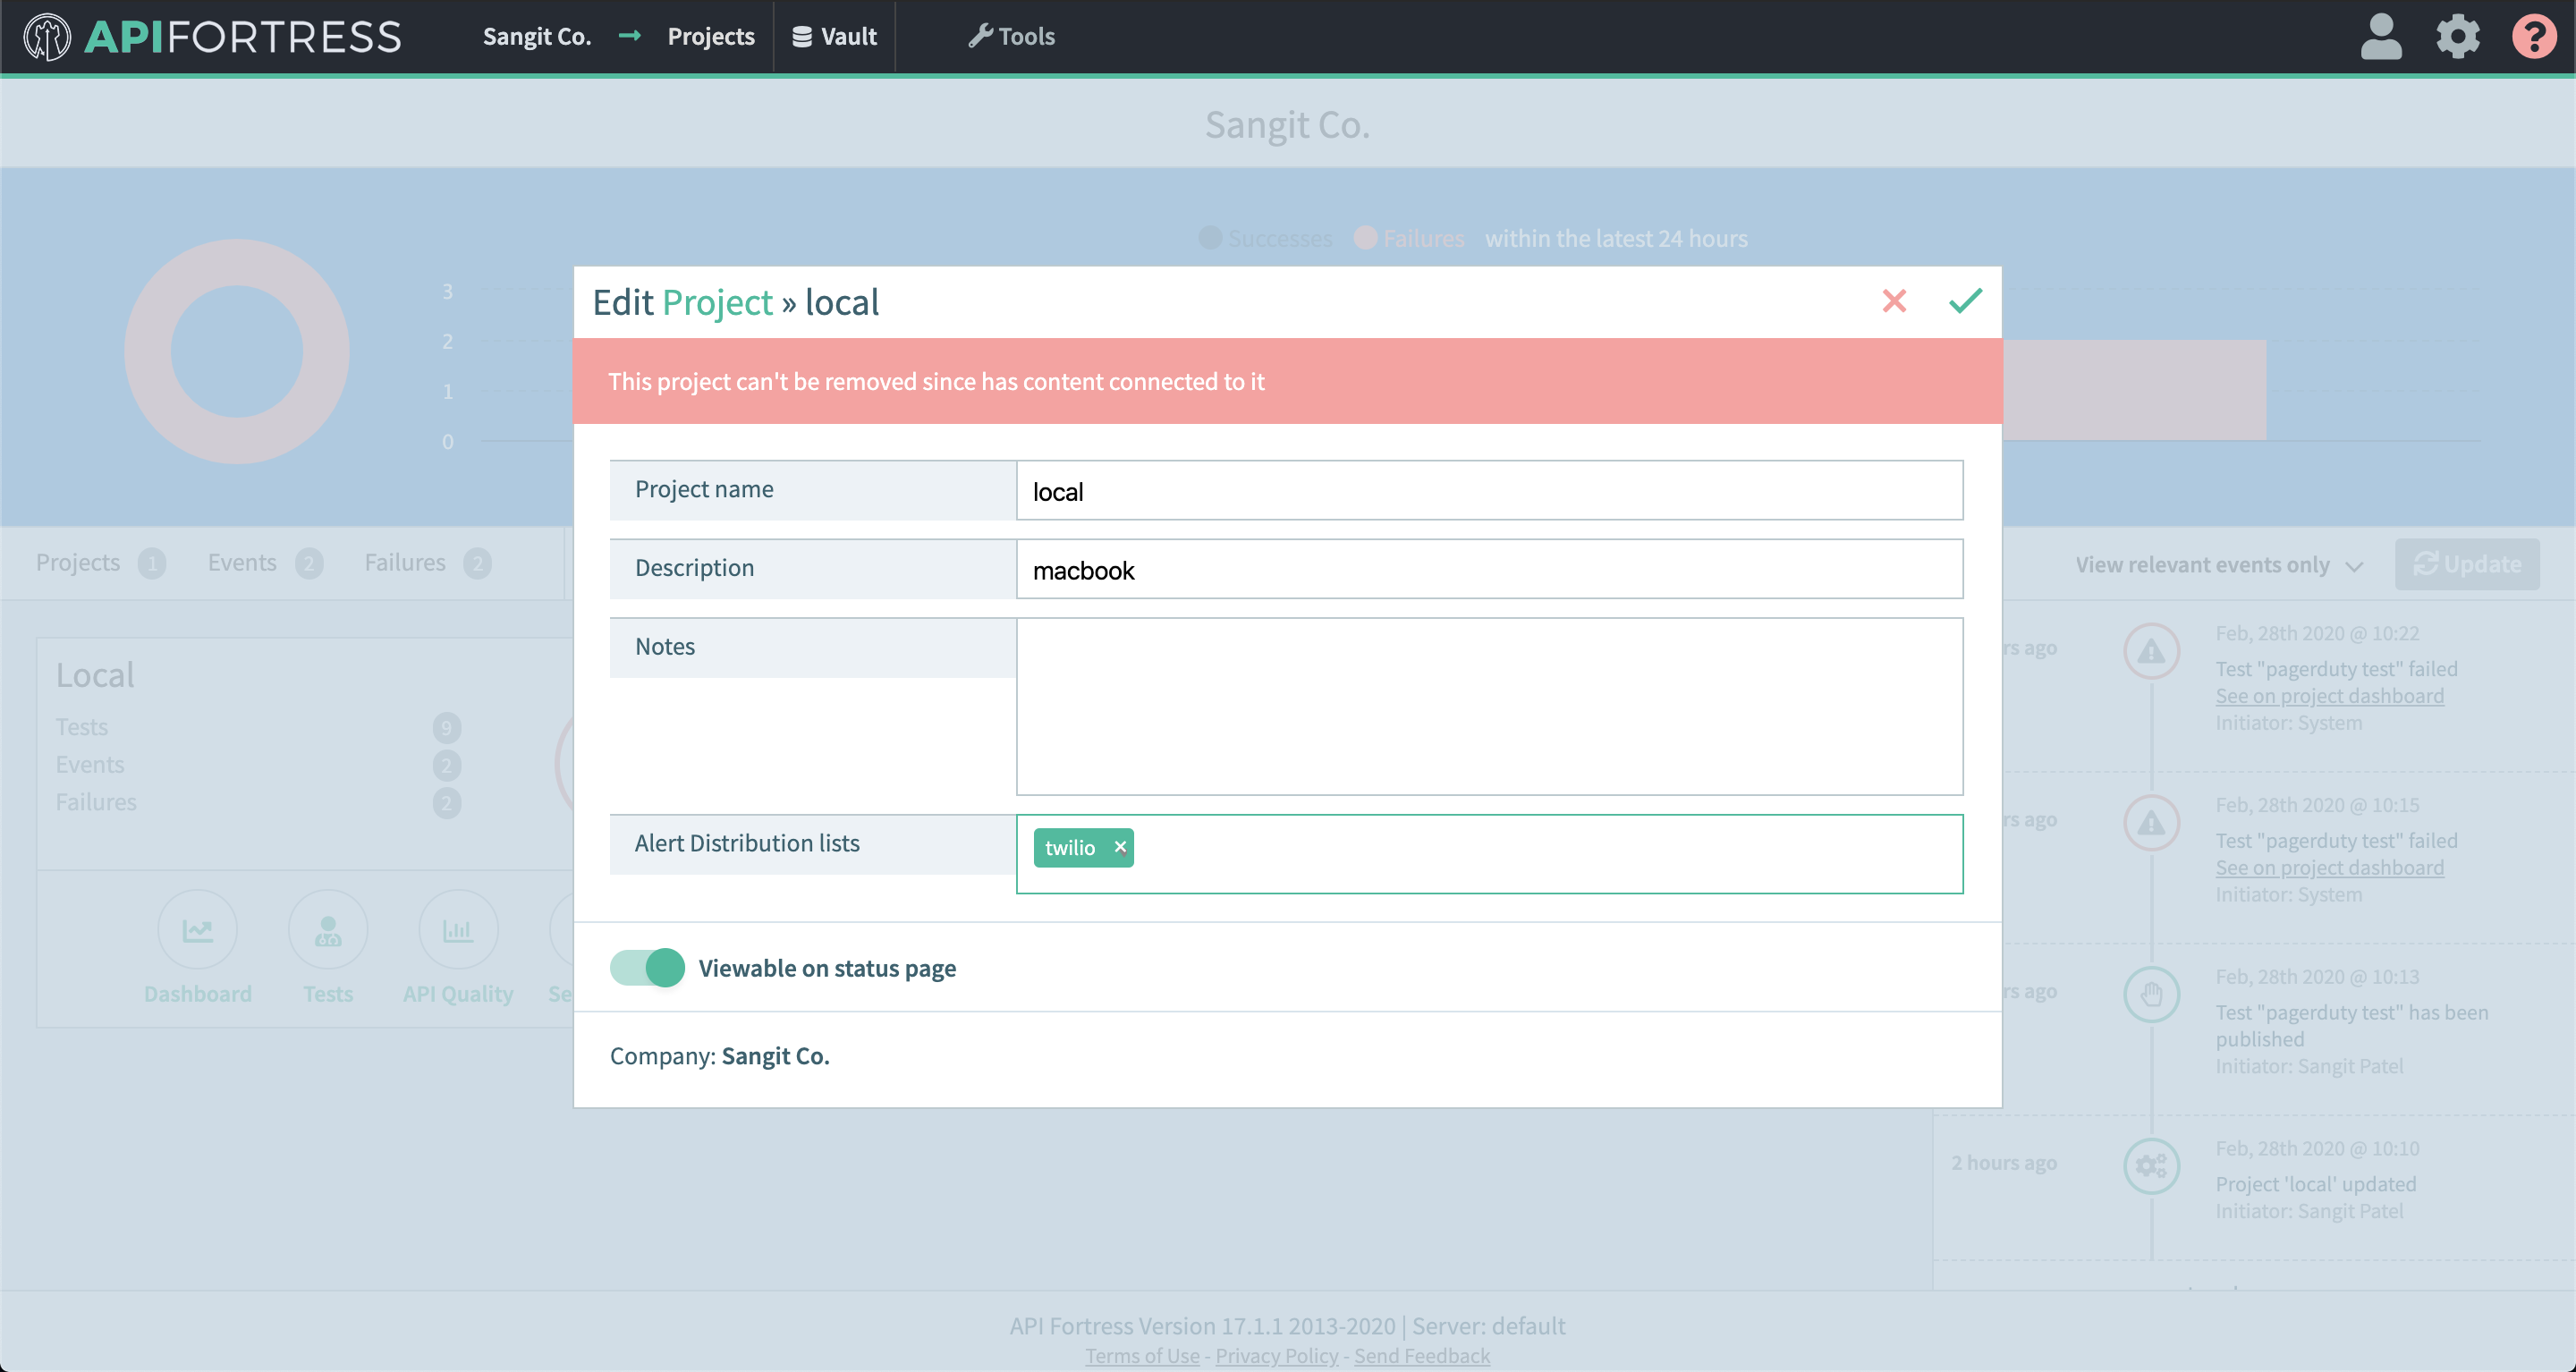 APIFORTRESS
Sangit Co. → Projects
Vault
Tools
?
Sangit Co.
Successes Failures within the latest 24 hours
3
2
1
0
Edit Project » local
This project can't be removed since has content connected to it
Project name
local
Description
macbook
Notes
Alert Distribution lists
twilio ×
Viewable on status page
Company: Sangit Co.
Projects 1
Events 2
Failures 2
View relevant events only
Update
Local
Tests 9
Events 2
Failures 2
Dashboard
Tests
API Quality
Se
rs ago
Feb, 28th 2020 @ 10:22
Test "pagerduty test" failed
See on project dashboard
Initiator: System
rs ago
Feb, 28th 2020 @ 10:15
Test "pagerduty test" failed
See on project dashboard
Initiator: System
rs ago
Feb, 28th 2020 @ 10:13
Test "pagerduty test" has been
published
Initiator: Sangit Patel
2 hours ago
Feb, 28th 2020 @ 10:10
Project 'local' updated
Initiator: Sangit Patel
API Fortress Version 17.1.1 2013-2020 | Server: default
Terms of Use - Privacy Policy - Send Feedback